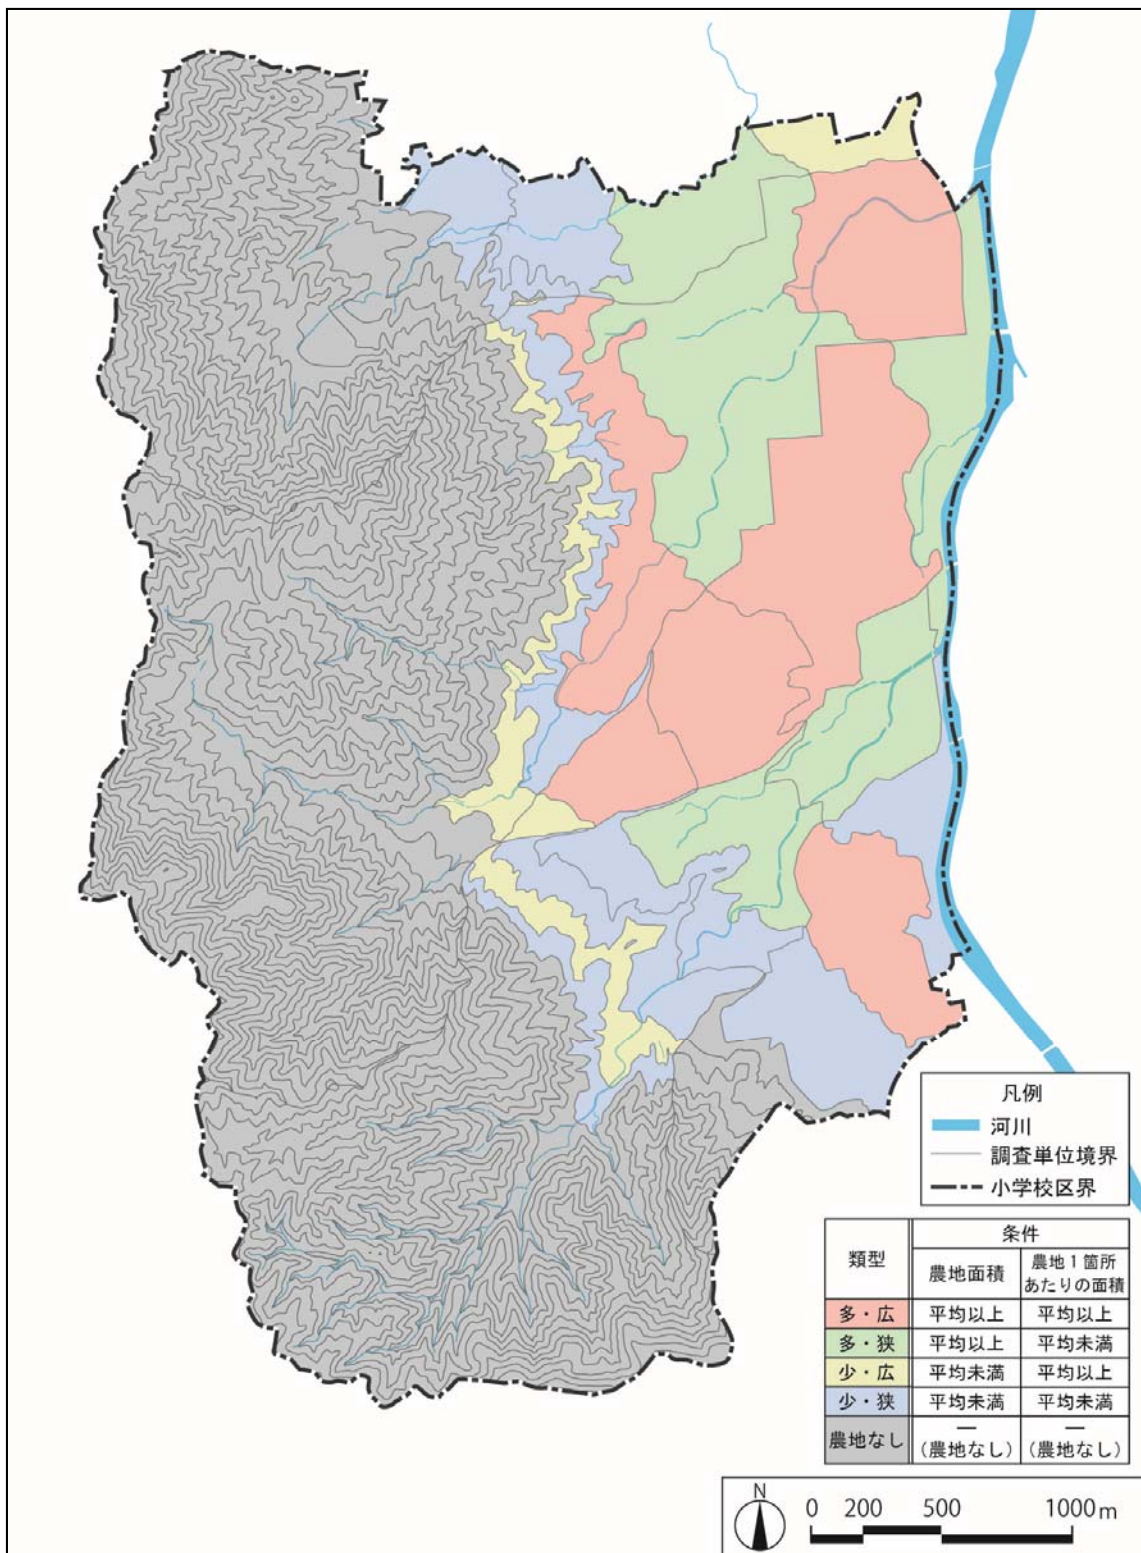 凡例
河川
調査単位境界
小学校区界
類型
条件
農地面積
農地1箇所
あたりの面積
多・広 平均以上 平均以上
多・狭 平均以上 平均未満
少・広 平均未満 平均以上
少・狭 平均未満 平均未満
農地なし ー ー
(農地なし) (農地なし)
N
0 200 500 1000m